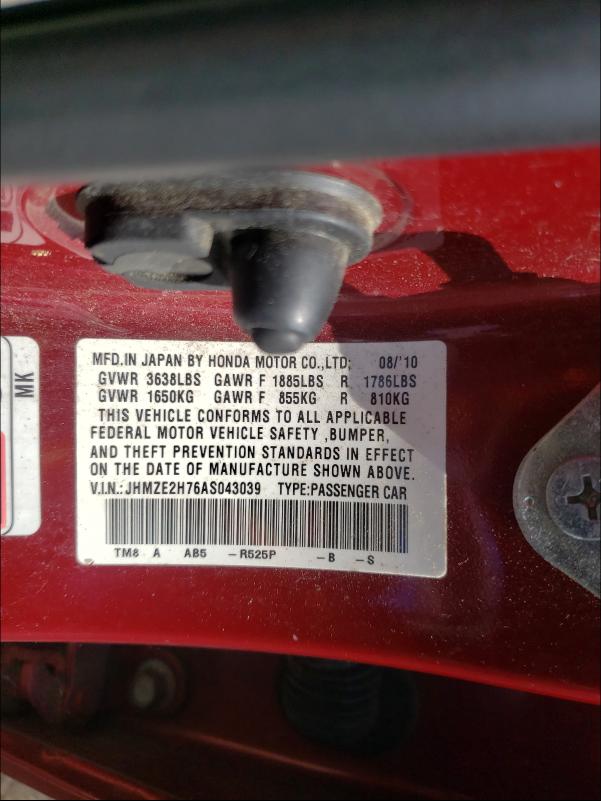 MFD.IN JAPAN BY HONDA MOTOR CO.,LTD; 08/'10
GVWR 3638LBS GAWR F 1885LBS R 1786LBS
GVWR 1650KG GAWR F 855KG R 810KG
THIS VEHICLE CONFORMS TO ALL APPLICABLE
FEDERAL MOTOR VEHICLE SAFETY ,BUMPER,
AND THEFT PREVENTION STANDARDS IN EFFECT
ON THE DATE OF MANUFACTURE SHOWN ABOVE.
V.I.N.: JHMZE2H76AS043039 TYPE:PASSENGER CAR
TM8 A AB5 -R525P -B -S
MK